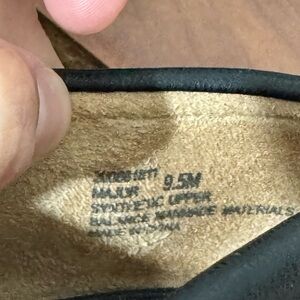 MAJOR 9.5M
SYNTHETIC UPPER
BALANCE MANMADE MATERIALS
MADE IN CHINA